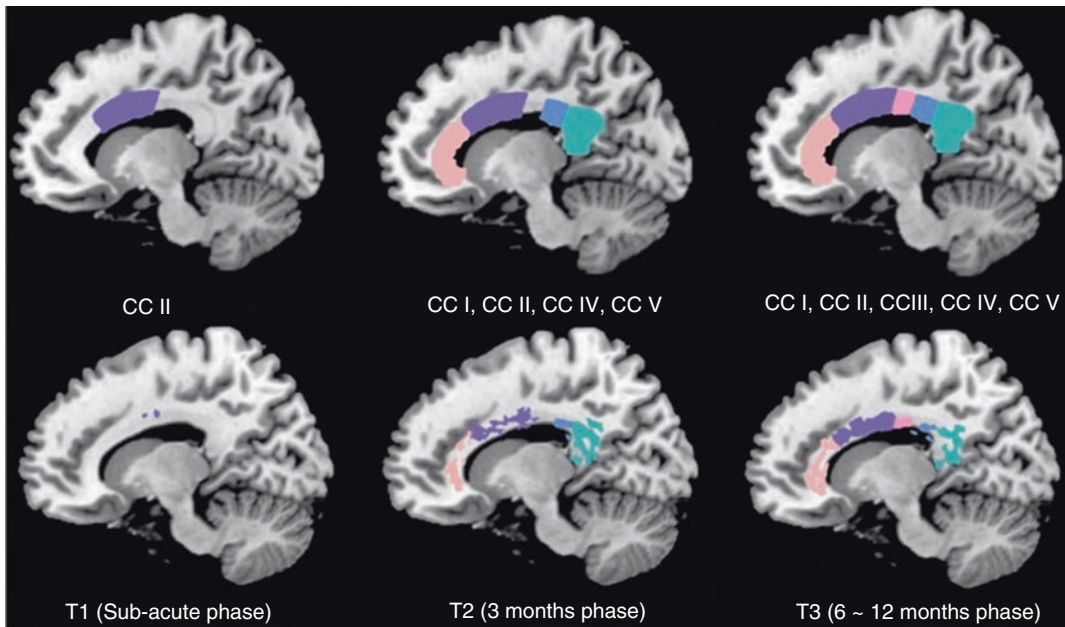 CC II
CC I, CC II, CC IV, CC V
CC I, CC II, CCIII, CC IV, CC V
T1 (Sub-acute phase)
T2 (3 months phase)
T3 (6 ~ 12 months phase)